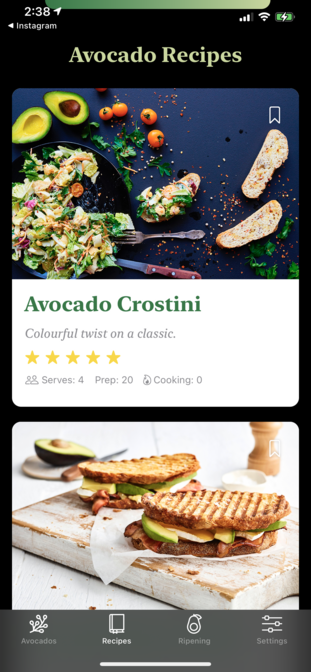 2:38
Instagram
Avocado Recipes
Avocado Crostini
Colourful twist on a classic.
Serves: 4 Prep: 20 Cooking: 0
Avocados Recipes Ripening Settings